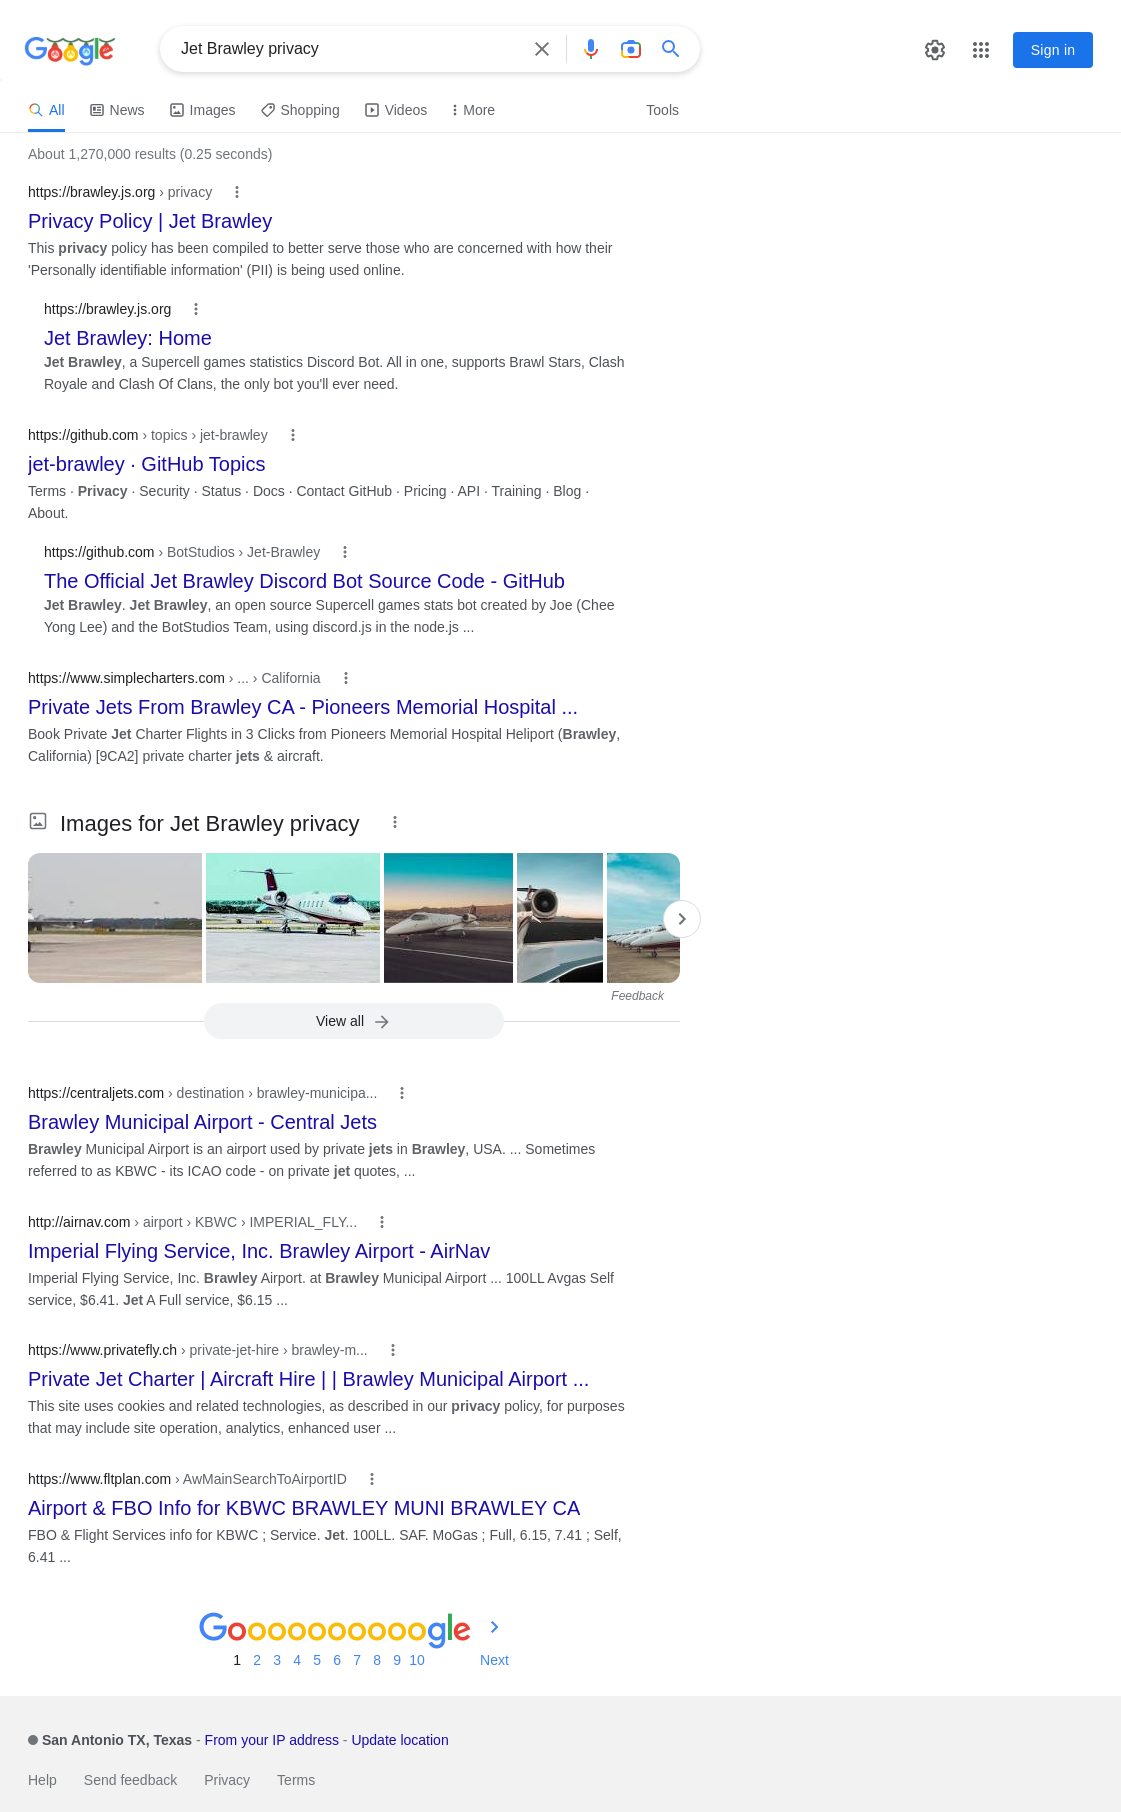 Google
Jet Brawley privacy
Sign in
All News Images Shopping Videos More Tools
About 1,270,000 results (0.25 seconds)
https://brawley.js.org › privacy
Privacy Policy | Jet Brawley
This privacy policy has been compiled to better serve those who are concerned with how their
'Personally identifiable information' (PII) is being used online.
https://brawley.js.org
Jet Brawley: Home
Jet Brawley, a Supercell games statistics Discord Bot. All in one, supports Brawl Stars, Clash
Royale and Clash Of Clans, the only bot you'll ever need.
https://github.com › topics › jet-brawley
jet-brawley · GitHub Topics
Terms · Privacy · Security · Status · Docs · Contact GitHub · Pricing · API · Training · Blog ·
About.
https://github.com › BotStudios › Jet-Brawley
The Official Jet Brawley Discord Bot Source Code - GitHub
Jet Brawley. Jet Brawley, an open source Supercell games stats bot created by Joe (Chee
Yong Lee) and the BotStudios Team, using discord.js in the node.js ...
https://www.simplecharters.com › ... › California
Private Jets From Brawley CA - Pioneers Memorial Hospital ...
Book Private Jet Charter Flights in 3 Clicks from Pioneers Memorial Hospital Heliport (Brawley,
California) [9CA2] private charter jets & aircraft.
Images for Jet Brawley privacy
Feedback
View all
https://centraljets.com › destination › brawley-municipa...
Brawley Municipal Airport - Central Jets
Brawley Municipal Airport is an airport used by private jets in Brawley, USA. ... Sometimes
referred to as KBWC - its ICAO code - on private jet quotes, ...
http://airnav.com › airport › KBWC › IMPERIAL_FLY...
Imperial Flying Service, Inc. Brawley Airport - AirNav
Imperial Flying Service, Inc. Brawley Airport. at Brawley Municipal Airport ... 100LL Avgas Self
service, $6.41. Jet A Full service, $6.15 ...
https://www.privatefly.ch › private-jet-hire › brawley-m...
Private Jet Charter | Aircraft Hire | | Brawley Municipal Airport ...
This site uses cookies and related technologies, as described in our privacy policy, for purposes
that may include site operation, analytics, enhanced user ...
https://www.fltplan.com › AwMainSearchToAirportID
Airport & FBO Info for KBWC BRAWLEY MUNI BRAWLEY CA
FBO & Flight Services info for KBWC ; Service. Jet. 100LL. SAF. MoGas ; Full, 6.15, 7.41 ; Self,
6.41 ...
Goooooooooogle
1 2 3 4 5 6 7 8 9 10 Next
San Antonio TX, Texas - From your IP address - Update location
Help Send feedback Privacy Terms